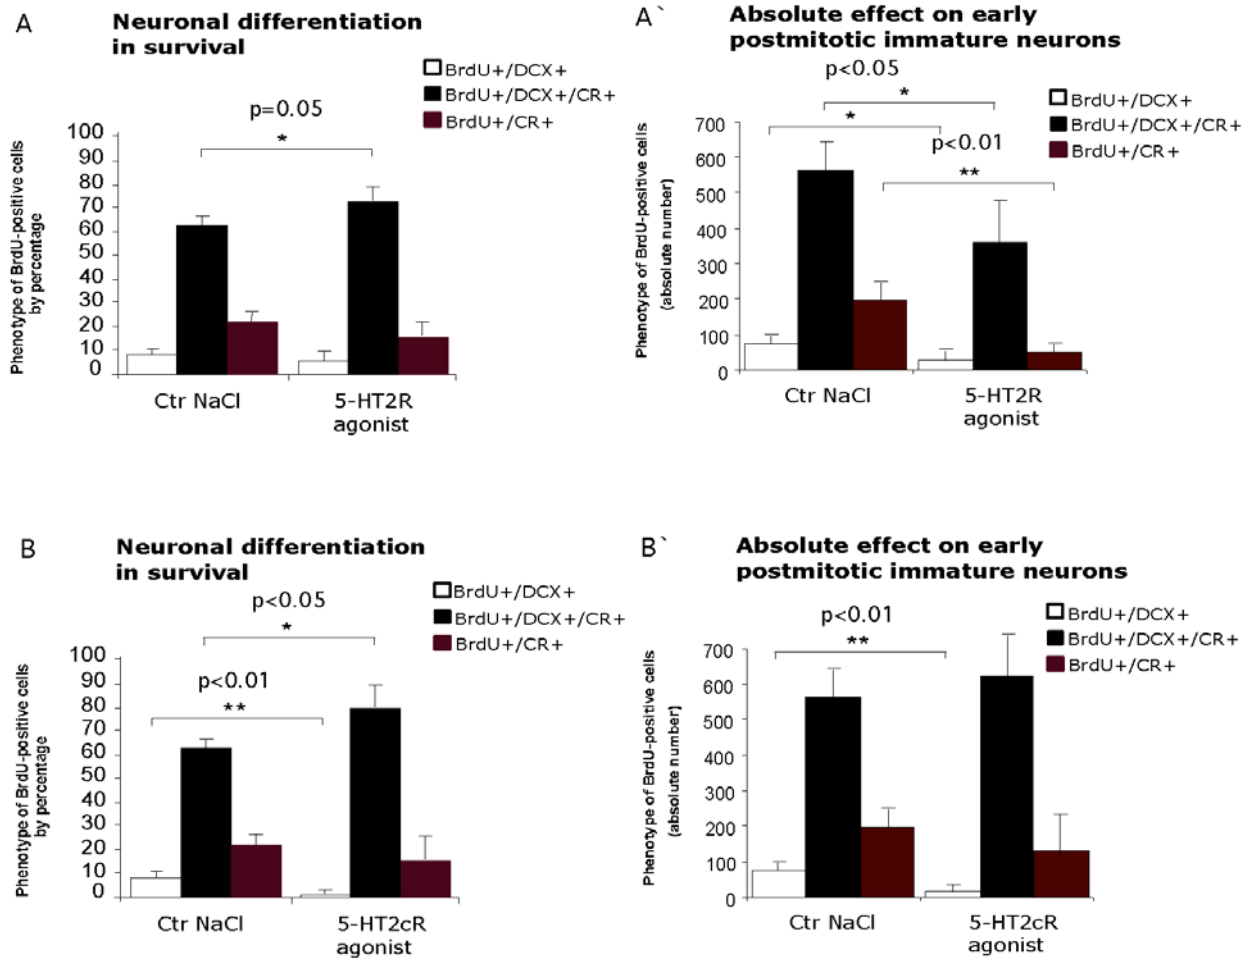 A
Neuronal differentiation
in survival
BrdU+/DCX+
BrdU+/DCX+/CR+
BrdU+/CR+
p=0.05
*
Phenotype of BrdU-positive cells
by percentage
100
90
80
70
60
50
40
30
20
10
0
Ctr NaCl
5-HT2R
agonist
A`
Absolute effect on early
postmitotic immature neurons
p<0.05
BrdU+/DCX+
BrdU+/DCX+/CR+
BrdU+/CR+
*
*
p<0.01
**
Phenotype of BrdU-positive cells
(absolute number)
700
600
500
400
300
200
100
0
Ctr NaCl
5-HT2R
agonist
B
Neuronal differentiation
in survival
BrdU+/DCX+
BrdU+/DCX+/CR+
BrdU+/CR+
p<0.05
*
p<0.01
**
Phenotype of BrdU-positive cells
by percentage
100
90
80
70
60
50
40
30
20
10
0
Ctr NaCl
5-HT2cR
agonist
B`
Absolute effect on early
postmitotic immature neurons
BrdU+/DCX+
BrdU+/DCX+/CR+
BrdU+/CR+
p<0.01
**
Phenotype of BrdU-positive cells
(absolute number)
700
600
500
400
300
200
100
0
Ctr NaCl
5-HT2cR
agonist